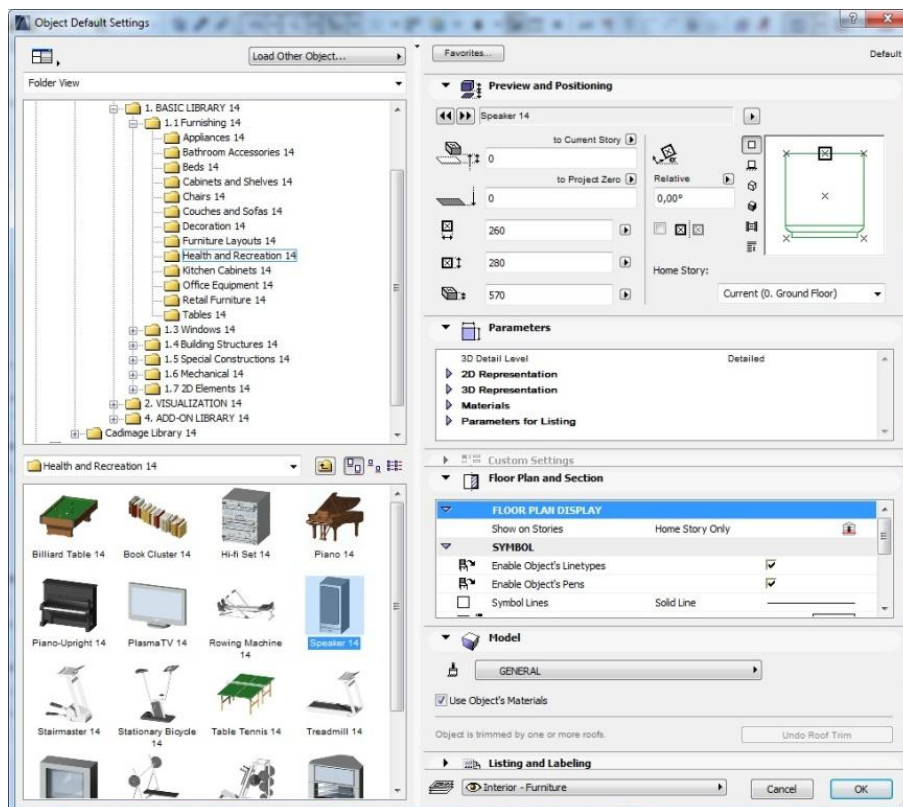 Object Default Settings
Load Other Object...
Folder View
1. BASIC LIBRARY 14
1.1 Furnishing 14
Appliances 14
Bathroom Accessories 14
Beds 14
Cabinets and Shelves 14
Chairs 14
Couches and Sofas 14
Decoration 14
Furniture Layouts 14
Health and Recreation 14
Kitchen Cabinets 14
Office Equipment 14
Retail Furniture 14
Tables 14
1.3 Windows 14
1.4 Building Structures 14
1.5 Special Constructions 14
1.6 Mechanical 14
1.7 2D Elements 14
2. VISUALIZATION 14
4. ADD-ON LIBRARY 14
Cadimage Library 14
Health and Recreation 14
Billiard Table 14
Book Cluster 14
Hi-fi Set 14
Piano 14
Piano-Upright 14
PlasmaTV 14
Rowing Machine 14
Speaker 14
Stairmaster 14
Stationary Bicycle 14
Table Tennis 14
Treadmill 14
Favorites...
Default
Preview and Positioning
Speaker 14
to Current Story
0
to Project Zero
0
260
280
570
Relative
0,00°
Home Story:
Current (0. Ground Floor)
Parameters
3D Detail Level Detailed
2D Representation
3D Representation
Materials
Parameters for Listing
Custom Settings
Floor Plan and Section
FLOOR PLAN DISPLAY
Show on Stories Home Story Only
SYMBOL
Enable Object's Linetypes
Enable Object's Pens
Symbol Lines Solid Line
Model
GENERAL
Use Object's Materials
Object is trimmed by one or more roofs.
Undo Roof Trim
Listing and Labeling
Interior - Furniture
Cancel
OK